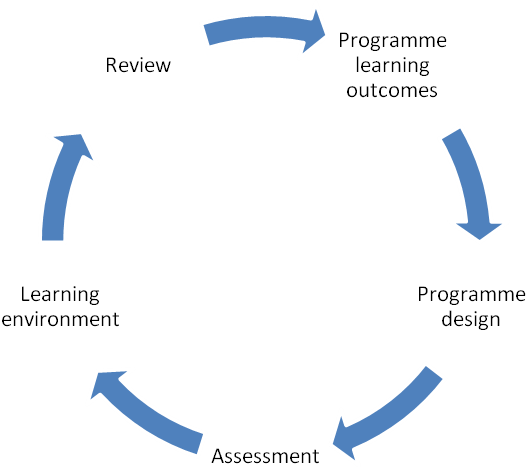 Review
Programme
learning
outcomes
Programme
design
Assessment
Learning
environment